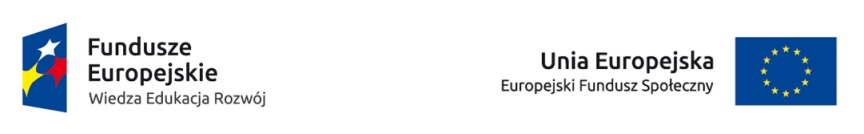 Fundusze
Europejskie
Wiedza Edukacja Rozwój
Unia Europejska
Europejski Fundusz Społeczny